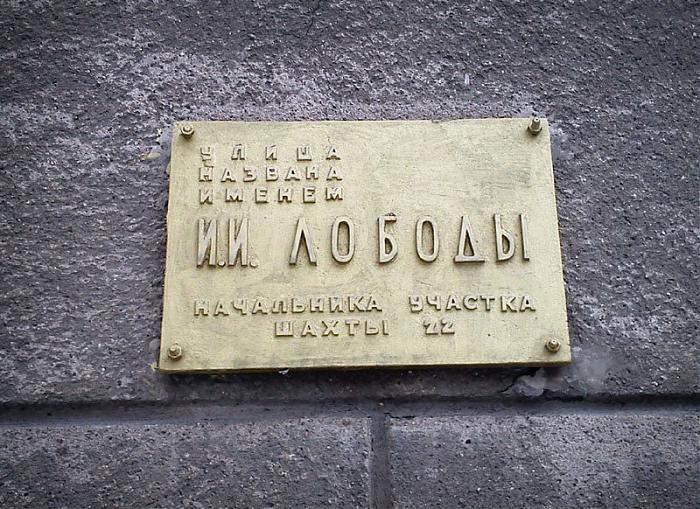 УЛИЦА
НАЗВАНА
ИМЕНЕМ
И.И. ЛОБОДЫ
НАЧАЛЬНИКА УЧАСТКА
ШАХТЫ 22